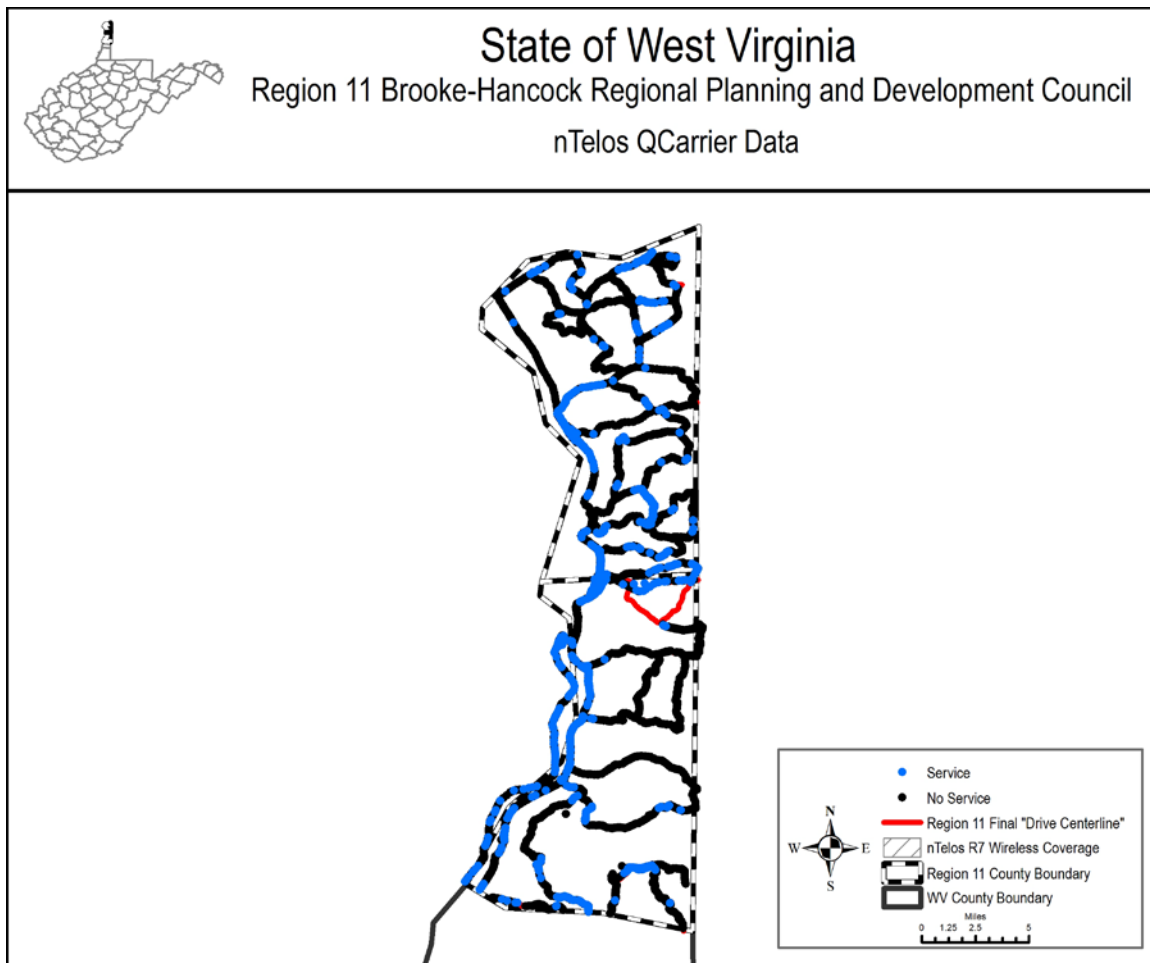 State of West Virginia
Region 11 Brooke-Hancock Regional Planning and Development Council
nTelos QCarrier Data
Service
No Service
Region 11 Final "Drive Centerline"
nTelos R7 Wireless Coverage
Region 11 County Boundary
WV County Boundary
N
W
E
S
Miles
0 1.25 2.5 5